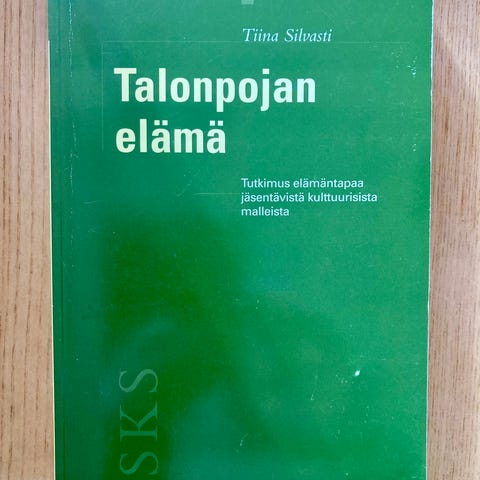 Tiina Silvasti
Talonpojan
elämä
Tutkimus elämäntapaa
jäsentävistä kulttuurisista
malleista
SKS